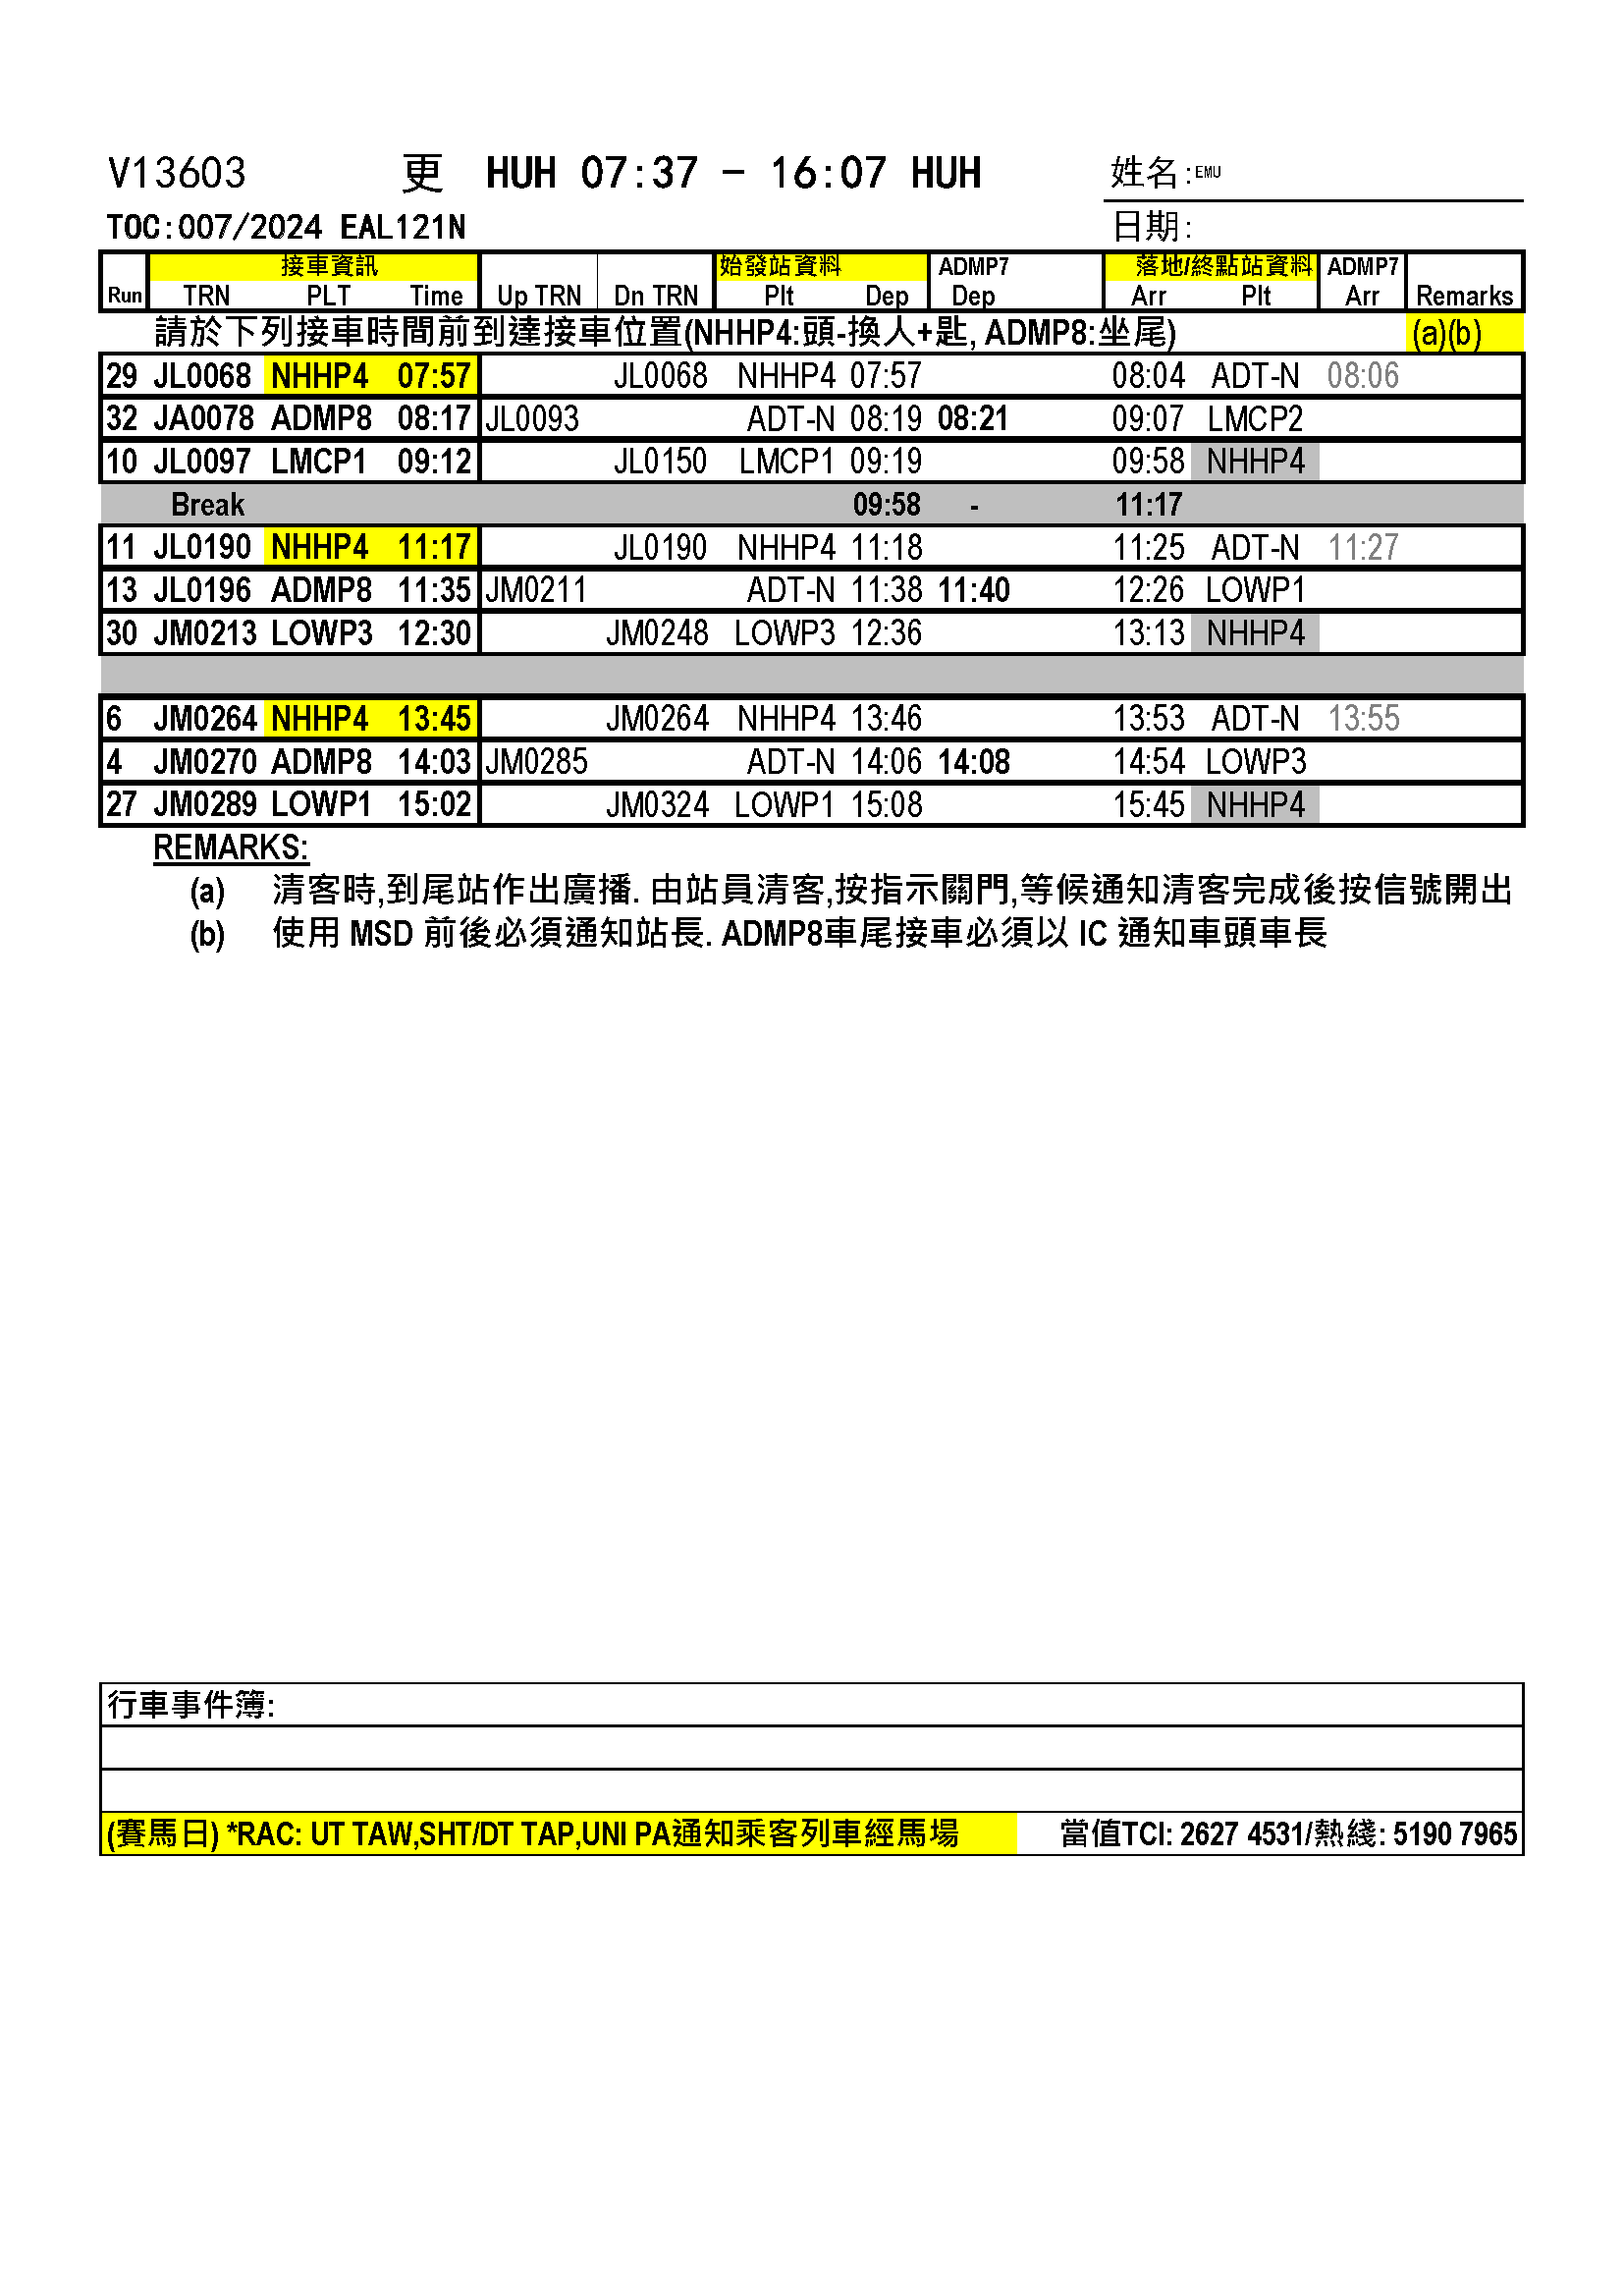 V13603 更 HUH 07:37 - 16:07 HUH 姓名:EMU
TOC:007/2024 EAL121N 日期:
接車資訊 始發站資料 ADMP7 落地/終點站資料 ADMP7
Run TRN PLT Time Up TRN Dn TRN Plt Dep Dep Arr Plt Arr Remarks
請於下列接車時間前到達接車位置(NHHP4:頭-換人+匙, ADMP8:坐尾) (a)(b)
29 JL0068 NHHP4 07:57 JL0068 NHHP4 07:57 08:04 ADT-N 08:06
32 JA0078 ADMP8 08:17 JL0093 ADT-N 08:19 08:21 09:07 LMCP2
10 JL0097 LMCP1 09:12 JL0150 LMCP1 09:19 09:58 NHHP4
Break 09:58 - 11:17
11 JL0190 NHHP4 11:17 JL0190 NHHP4 11:18 11:25 ADT-N 11:27
13 JL0196 ADMP8 11:35 JM0211 ADT-N 11:38 11:40 12:26 LOWP1
30 JM0213 LOWP3 12:30 JM0248 LOWP3 12:36 13:13 NHHP4
6 JM0264 NHHP4 13:45 JM0264 NHHP4 13:46 13:53 ADT-N 13:55
4 JM0270 ADMP8 14:03 JM0285 ADT-N 14:06 14:08 14:54 LOWP3
27 JM0289 LOWP1 15:02 JM0324 LOWP1 15:08 15:45 NHHP4
REMARKS:
(a) 清客時,到尾站作出廣播. 由站員清客,按指示關門,等候通知清客完成後按信號開出
(b) 使用 MSD 前後必須通知站長. ADMP8車尾接車必須以 IC 通知車頭車長
行車事件簿:
(賽馬日) *RAC: UT TAW,SHT/DT TAP,UNI PA通知乘客列車經馬場 當值TCI: 2627 4531/熱綫: 5190 7965